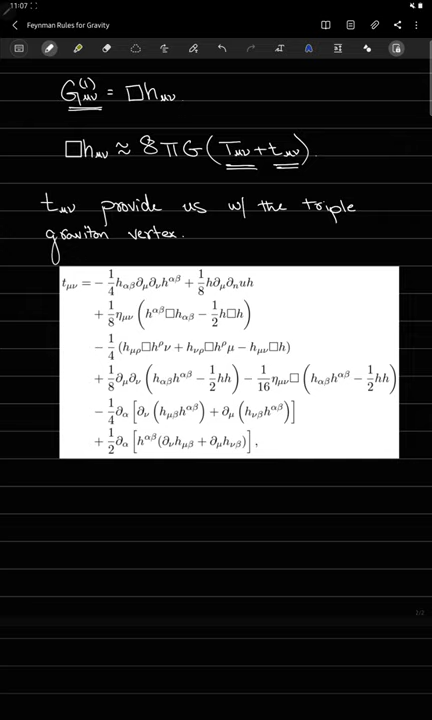 11:07
Feynman Rules for Gravity
G^{(1)}_{μν} = □h_{μν}
□h_{μν} ≈ 8πG (T_{μν} + t_{μν}).
t_{μν} provide us w/ the triple
graviton vertex.
t_{μν} = − \frac{1}{4} h_{αβ}∂_μ∂_νh^{αβ} + \frac{1}{8} h∂_μ∂_nuh
+ \frac{1}{8} η_{μν} ( h^{αβ}□h_{αβ} − \frac{1}{2} h□h )
− \frac{1}{4} (h_{μρ}□h^ρν + h_{νρ}□h^ρμ − h_{μν}□h)
+ \frac{1}{8} ∂_μ∂_ν ( h_{αβ}h^{αβ} − \frac{1}{2} hh ) − \frac{1}{16} η_{μν}□ ( h_{αβ}h^{αβ} − \frac{1}{2} hh )
− \frac{1}{4} ∂_α [ ∂_ν ( h_{μβ}h^{αβ} ) + ∂_μ ( h_{νβ}h^{αβ} ) ]
+ \frac{1}{2} ∂_α [ h^{αβ}(∂_νh_{μβ} + ∂_μh_{νβ}) ] ,
2/2